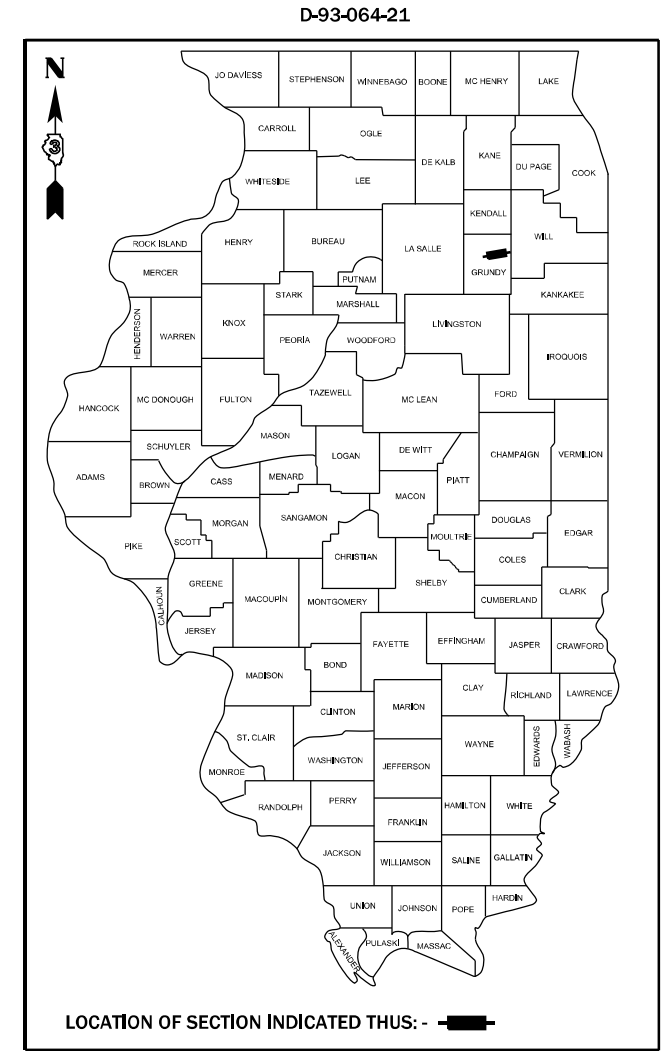 D-93-064-21
N
3
JO DAVIESS
STEPHENSON
WINNEBAGO
BOONE
MC HENRY
LAKE
CARROLL
OGLE
DE KALB
KANE
DU PAGE
COOK
WHITESIDE
LEE
KENDALL
WILL
ROCK ISLAND
HENRY
BUREAU
LA SALLE
GRUNDY
MERCER
PUTNAM
KANKAKEE
STARK
MARSHALL
HENDERSON
WARREN
KNOX
PEORIA
WOODFORD
LIVINGSTON
IROQUOIS
HANCOCK
MC DONOUGH
FULTON
TAZEWELL
MC LEAN
FORD
MASON
SCHUYLER
LOGAN
DE WITT
CHAMPAIGN
VERMILION
ADAMS
BROWN
CASS
MENARD
PIATT
MACON
PIKE
SCOTT
MORGAN
SANGAMON
DOUGLAS
MOULTRIE
EDGAR
CHRISTIAN
COLES
CALHOUN
GREENE
MACOUPIN
MONTGOMERY
SHELBY
CUMBERLAND
CLARK
JERSEY
FAYETTE
EFFINGHAM
JASPER
CRAWFORD
MADISON
BOND
CLAY
RICHLAND
LAWRENCE
CLINTON
MARION
ST. CLAIR
WAYNE
EDWARDS
WABASH
MONROE
WASHINGTON
JEFFERSON
RANDOLPH
PERRY
HAMILTON
WHITE
FRANKLIN
JACKSON
WILLIAMSON
SALINE
GALLATIN
UNION
JOHNSON
POPE
HARDIN
ALEXANDER
PULASKI
MASSAC
LOCATION OF SECTION INDICATED THUS: -